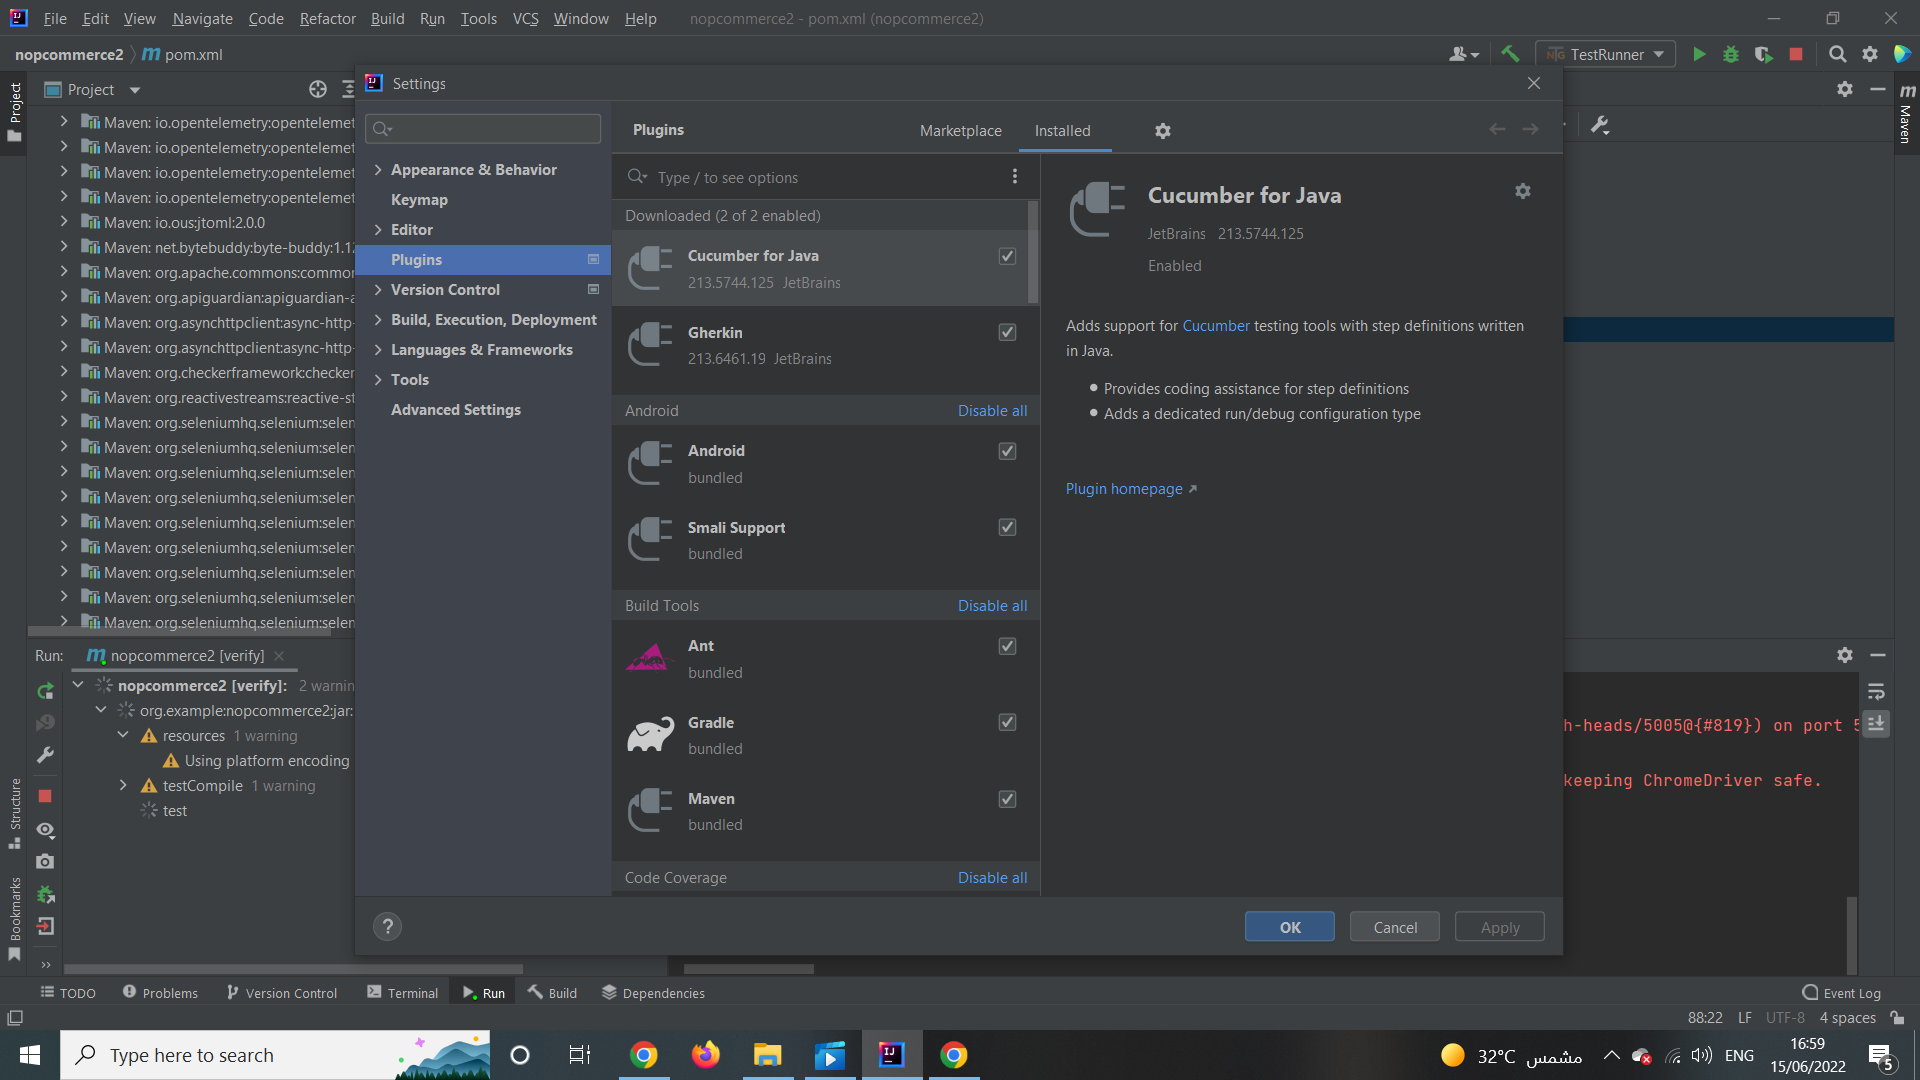 File Edit View Navigate Code Refactor Build Run Tools VCS Window Help nopcommerce2 - pom.xml (nopcommerce2)
nopcommerce2 pom.xml
TestRunner
Project
Project
Maven
Maven: io.opentelemetry:opentelemet
Maven: io.opentelemetry:opentelemet
Maven: io.opentelemetry:opentelemet
Maven: io.opentelemetry:opentelemet
Maven: io.ous:jtoml:2.0.0
Maven: net.bytebuddy:byte-buddy:1.12
Maven: org.apache.commons:common
Maven: org.apiguardian:apiguardian-a
Maven: org.asynchttpclient:async-http-
Maven: org.asynchttpclient:async-http-
Maven: org.checkerframework:checker
Maven: org.reactivestreams:reactive-st
Maven: org.seleniumhq.selenium:selen
Maven: org.seleniumhq.selenium:selen
Maven: org.seleniumhq.selenium:selen
Maven: org.seleniumhq.selenium:selen
Maven: org.seleniumhq.selenium:selen
Maven: org.seleniumhq.selenium:selen
Maven: org.seleniumhq.selenium:selen
Maven: org.seleniumhq.selenium:selen
Maven: org.seleniumhq.selenium:selen
Settings
Appearance & Behavior
Keymap
Editor
Plugins
Version Control
Build, Execution, Deployment
Languages & Frameworks
Tools
Advanced Settings
Plugins Marketplace Installed
Type / to see options
Downloaded (2 of 2 enabled)
Cucumber for Java
213.5744.125 JetBrains
Gherkin
213.6461.19 JetBrains
Android Disable all
Android
bundled
Smali Support
bundled
Build Tools Disable all
Ant
bundled
Gradle
bundled
Maven
bundled
Code Coverage Disable all
Cucumber for Java
JetBrains 213.5744.125
Enabled
Adds support for Cucumber testing tools with step definitions written
in Java.
Provides coding assistance for step definitions
Adds a dedicated run/debug configuration type
Plugin homepage
? OK Cancel Apply
Run: nopcommerce2 [verify]
nopcommerce2 [verify]: 2 warnin
org.example:nopcommerce2:jar:
resources 1 warning
Using platform encoding
testCompile 1 warning
test
h-heads/5005@{#819}) on port 5
keeping ChromeDriver safe.
Structure
Bookmarks
TODO Problems Version Control Terminal Run Build Dependencies Event Log
88:22 LF UTF-8 4 spaces
Type here to search
32°C مشمس ENG
16:59
15/06/2022
5